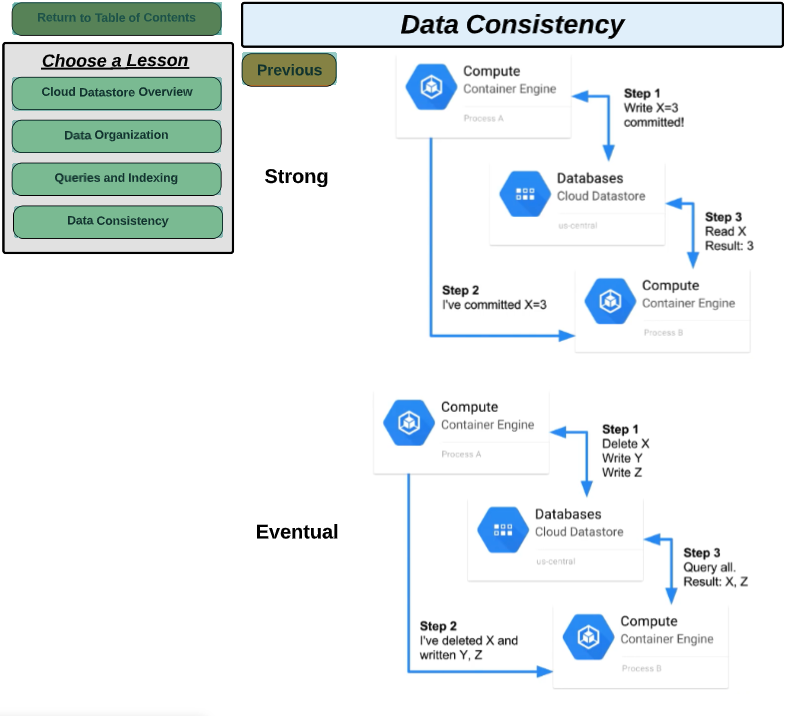 Return to Table of Contents
Data Consistency
Choose a Lesson
Cloud Datastore Overview
Data Organization
Queries and Indexing
Data Consistency
Previous
Strong
Compute
Container Engine
Process A
Step 1
Write X=3
committed!
Databases
Cloud Datastore
us-central
Step 3
Read X
Result: 3
Step 2
I've committed X=3
Compute
Container Engine
Process B
Eventual
Compute
Container Engine
Process A
Step 1
Delete X
Write Y
Write Z
Databases
Cloud Datastore
us-central
Step 3
Query all.
Result: X, Z
Step 2
I've deleted X and
written Y, Z
Compute
Container Engine
Process B